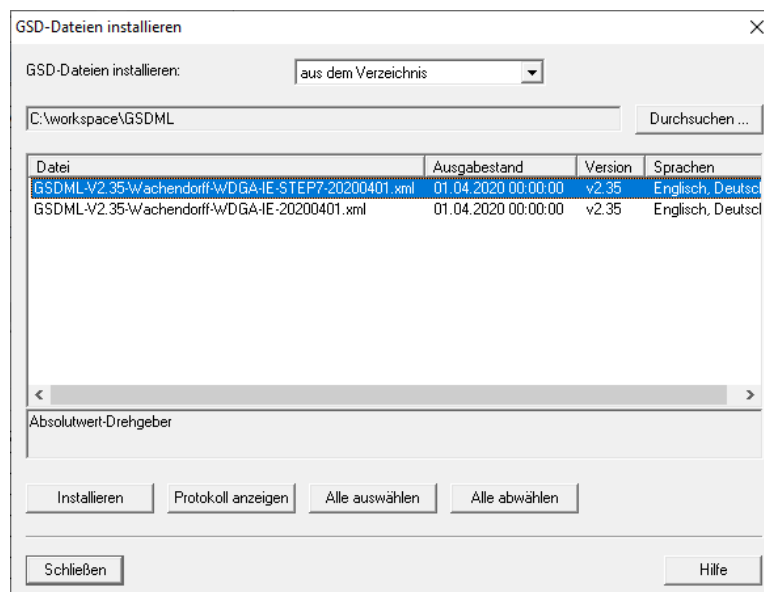 GSD-Dateien installieren
GSD-Dateien installieren: aus dem Verzeichnis
C:\workspace\GSDML Durchsuchen ...
Datei Ausgabestand Version Sprachen
GSDML-V2.35-Wachendorff-WDGA-IE-STEP7-20200401.xml 01.04.2020 00:00:00 v2.35 Englisch, Deutscl
GSDML-V2.35-Wachendorff-WDGA-IE-20200401.xml 01.04.2020 00:00:00 v2.35 Englisch, Deutscl
Absolutwert-Drehgeber
Installieren Protokoll anzeigen Alle auswählen Alle abwählen
Schließen Hilfe